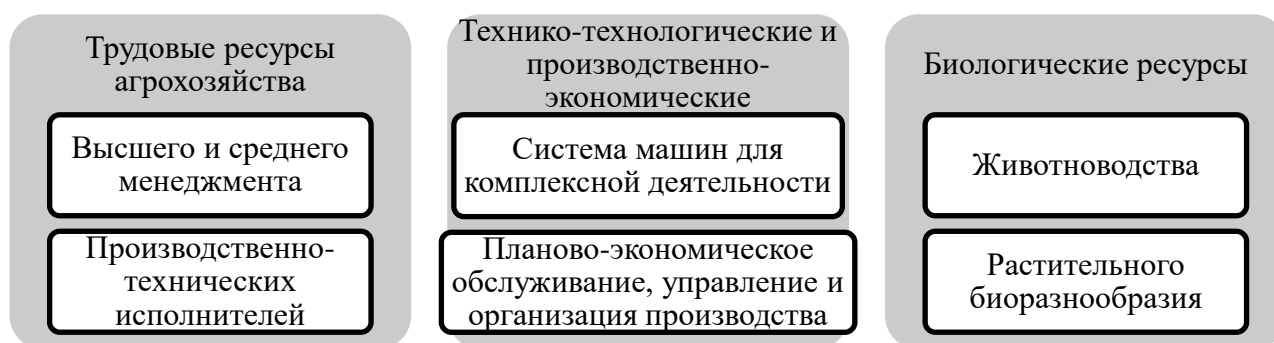 Трудовые ресурсы
агрохозяйства
Высшего и среднего
менеджмента
Производственно-
технических
исполнителей
Технико-технологические и
производственно-
экономические
Система машин для
комплексной деятельности
Планово-экономическое
обслуживание, управление и
организация производства
Биологические ресурсы
Животноводства
Растительного
биоразнообразия